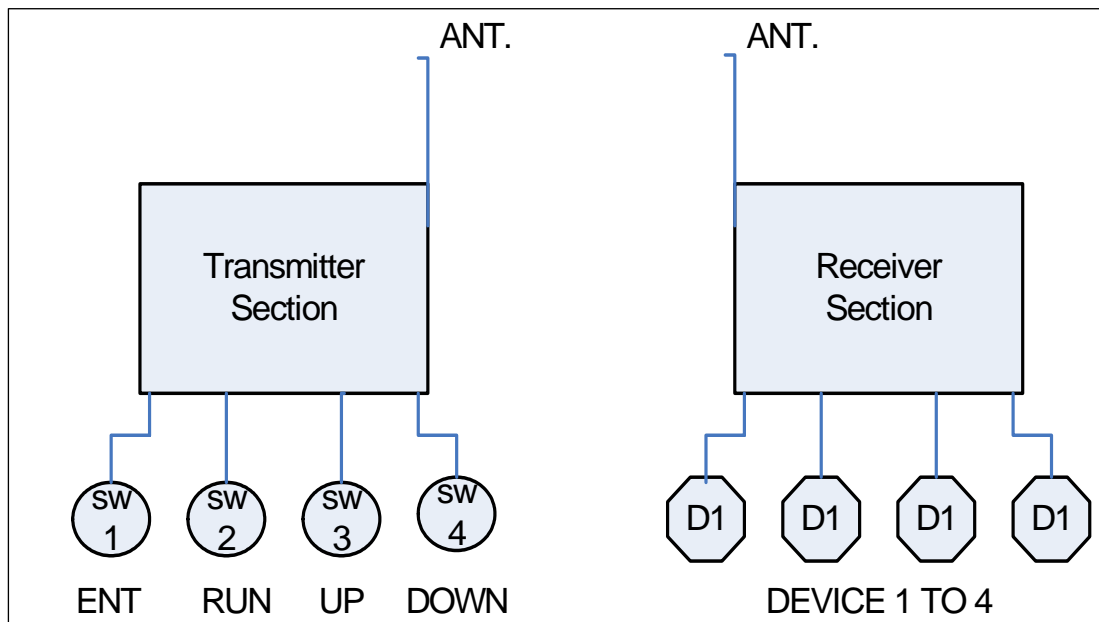 ANT.
ANT.
Transmitter
Section
Receiver
Section
sw
1
sw
2
sw
3
sw
4
D1
D1
D1
D1
ENT
RUN
UP
DOWN
DEVICE 1 TO 4